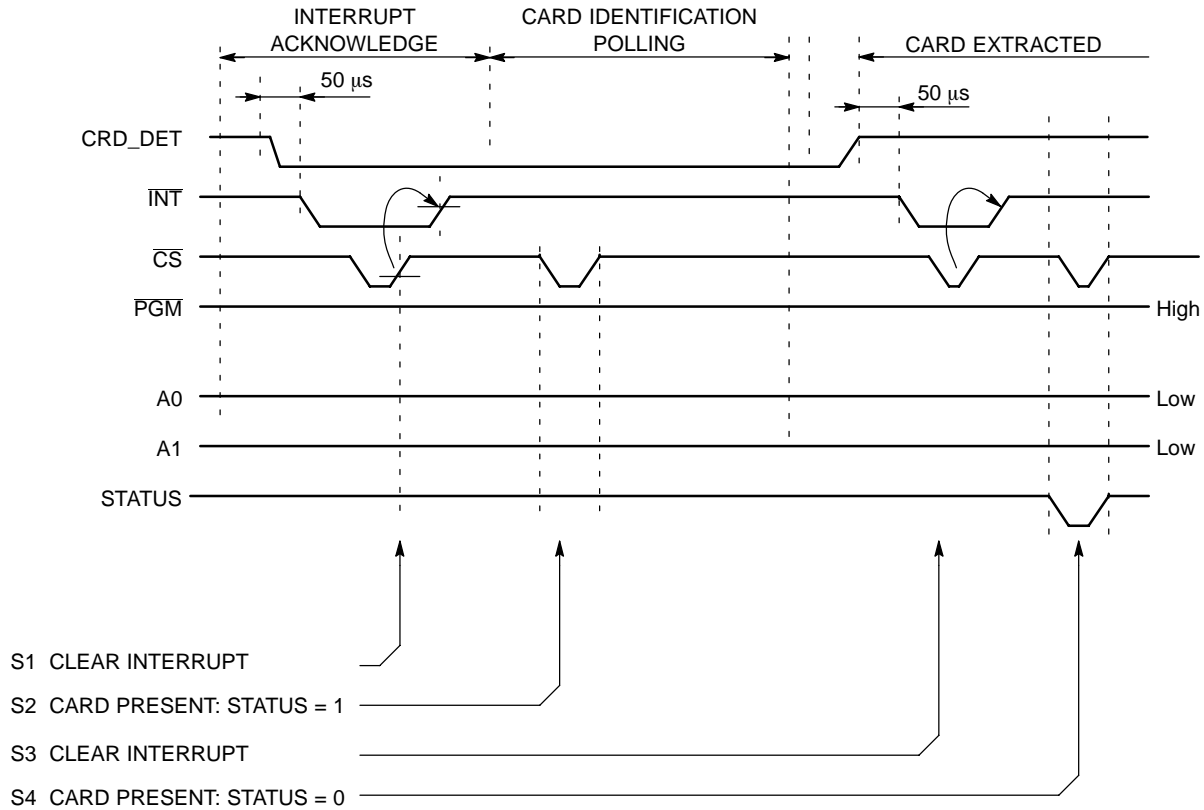 INTERRUPT
ACKNOWLEDGE
CARD IDENTIFICATION
POLLING
CARD EXTRACTED
50 μs
50 μs
CRD_DET
INT
CS
PGM
High
A0
Low
A1
Low
STATUS
S1 CLEAR INTERRUPT
S2 CARD PRESENT: STATUS = 1
S3 CLEAR INTERRUPT
S4 CARD PRESENT: STATUS = 0